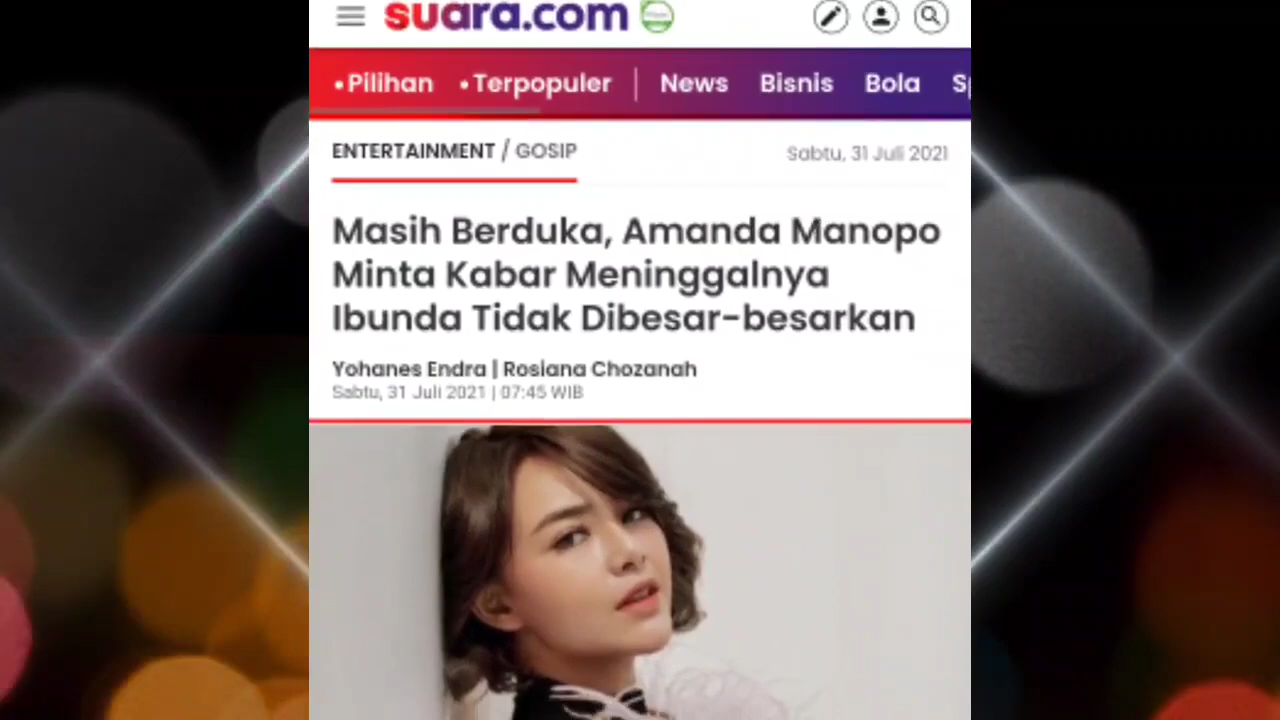 suara.com
•Pilihan •Terpopuler | News Bisnis Bola Sp
ENTERTAINMENT / GOSIP
Sabtu, 31 Juli 2021
Masih Berduka, Amanda Manopo
Minta Kabar Meninggalnya
Ibunda Tidak Dibesar-besarkan
Yohanes Endra | Rosiana Chozanah
Sabtu, 31 Juli 2021 | 07:45 WIB